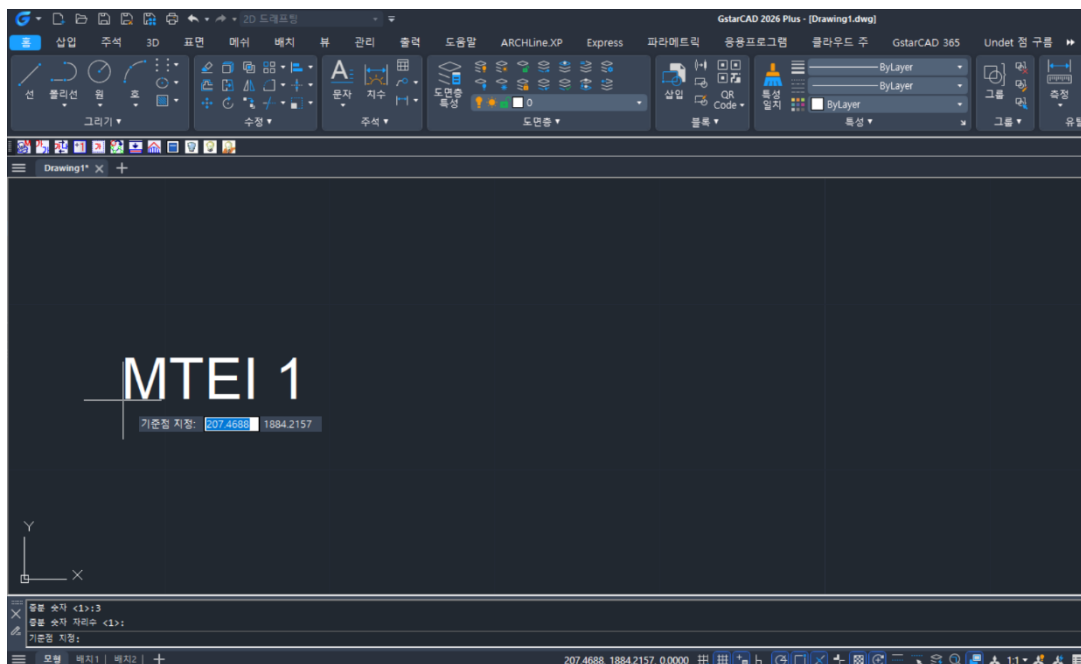 2D 드래프팅 GstarCAD 2026 Plus - [Drawing1.dwg]
홈 삽입 주석 3D 표면 메쉬 배치 뷰 관리 출력 도움말 ARCHLine.XP Express 파라메트릭 응용프로그램 클라우드 주 GstarCAD 365 Undet 점 구름
ByLayer
ByLayer
선 폴리선 원 호 문자 치수 도면층 특성 0 삽입 QR Code 특성 일치 ByLayer 그룹 측정
그리기 수정 주석 도면층 블록 특성 그룹 유틸
Drawing1*
MTEI 1
기준점 지정: 207.4688 1884.2157
Y
X
증분 숫자 <1>:3
증분 숫자 자리수 <1>:
기준점 지정:
모형 배치1 배치2 207.4688, 1884.2157, 0.0000 1:1